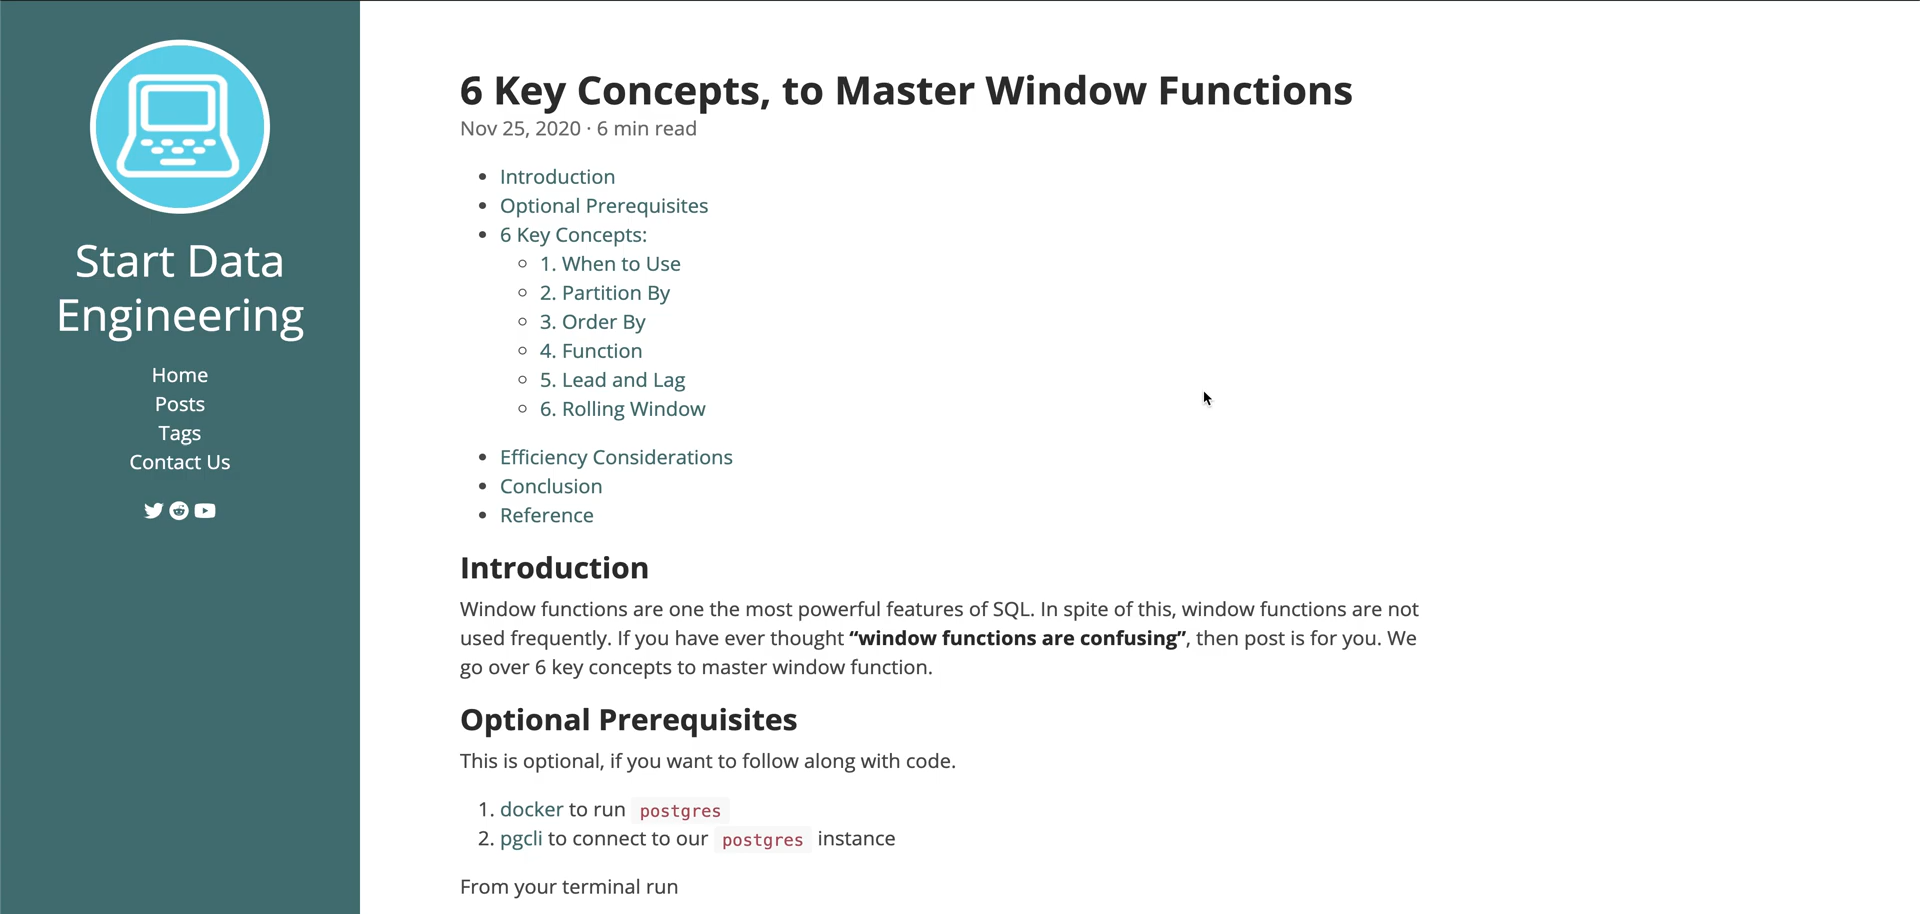 Start Data
Engineering
Home
Posts
Tags
Contact Us
6 Key Concepts, to Master Window Functions
Nov 25, 2020 · 6 min read
• Introduction
• Optional Prerequisites
• 6 Key Concepts:
◦ 1. When to Use
◦ 2. Partition By
◦ 3. Order By
◦ 4. Function
◦ 5. Lead and Lag
◦ 6. Rolling Window
• Efficiency Considerations
• Conclusion
• Reference
Introduction
Window functions are one the most powerful features of SQL. In spite of this, window functions are not
used frequently. If you have ever thought “window functions are confusing”, then post is for you. We
go over 6 key concepts to master window function.
Optional Prerequisites
This is optional, if you want to follow along with code.
1. docker to run postgres
2. pgcli to connect to our postgres instance
From your terminal run